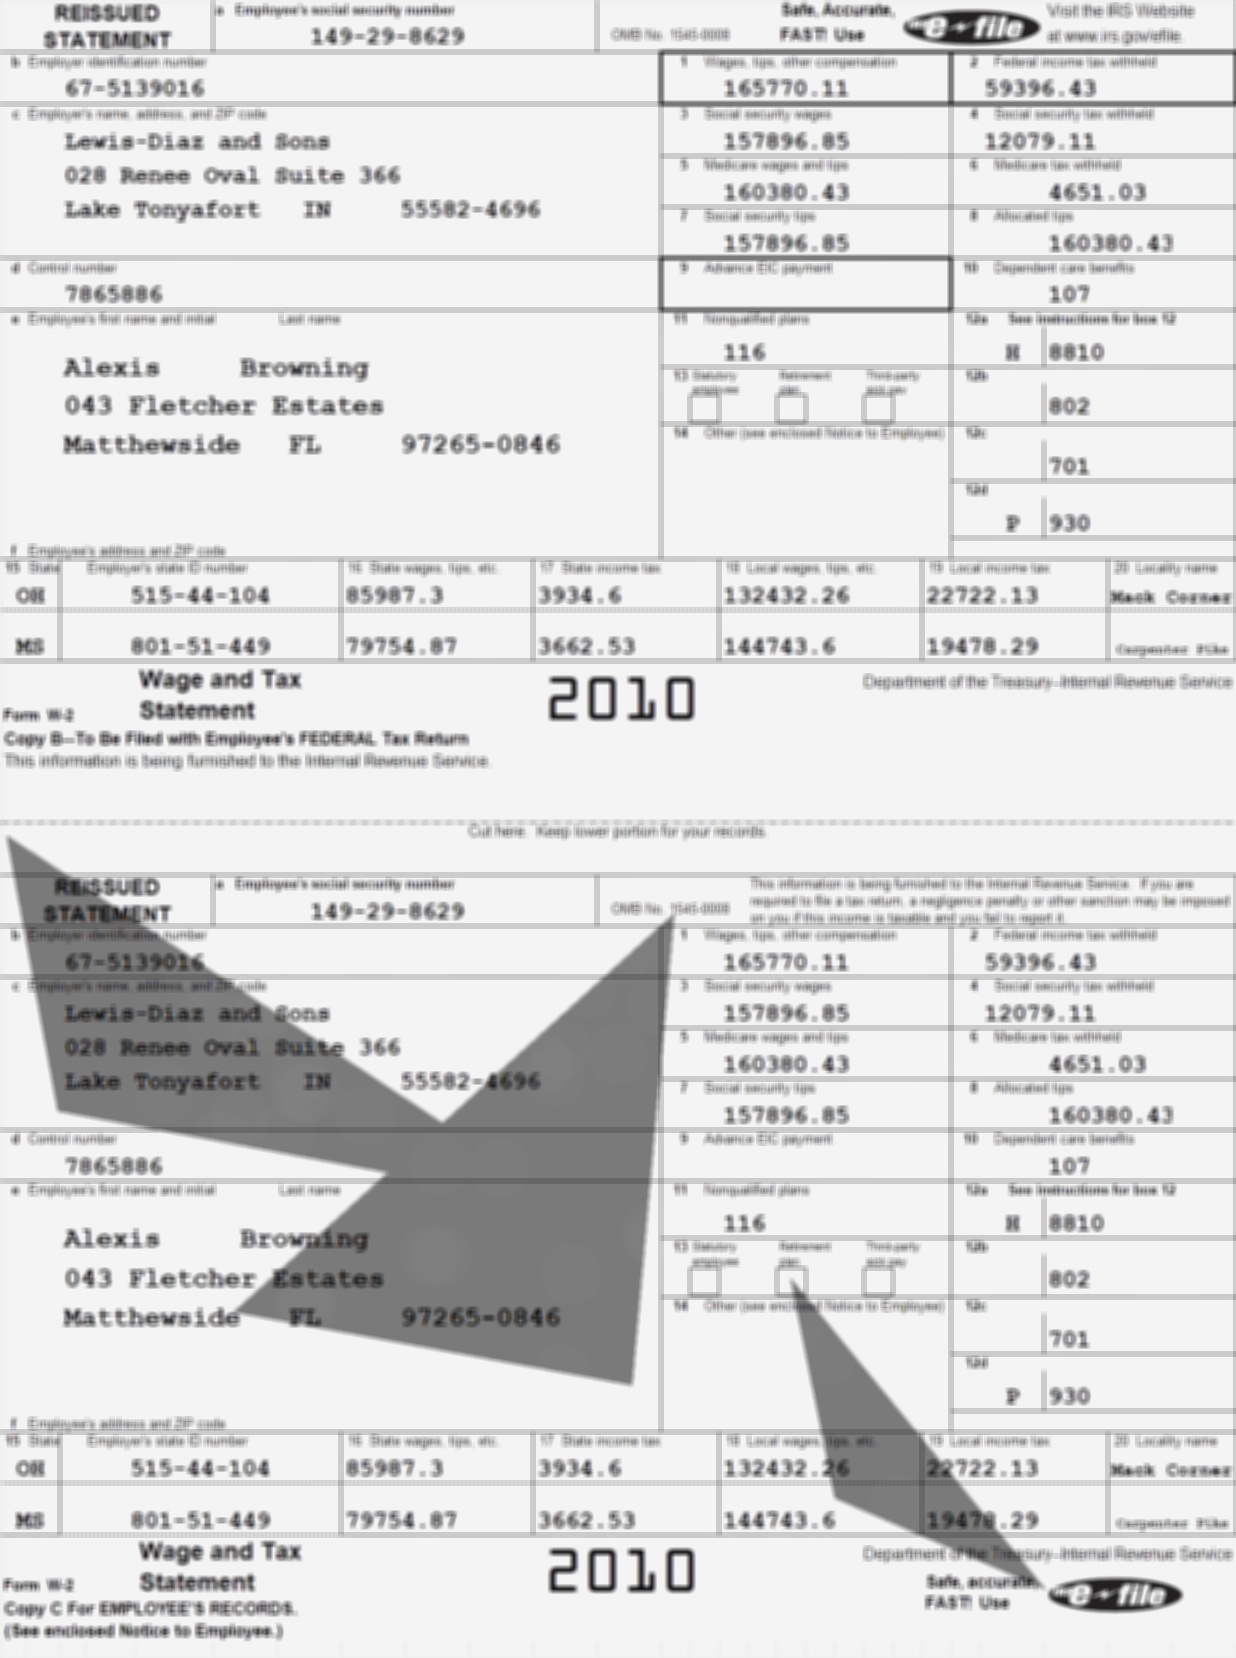 REISSUED STATEMENT
a Employee's social security number
149-29-8629
OMB No. 1545-0008
Safe, Accurate, FAST! Use
e file
Visit the IRS Website at www.irs.gov/efile.
b Employer identification number
67-5139016
1 Wages, tips, other compensation
165770.11
2 Federal income tax withheld
59396.43
c Employer's name, address, and ZIP code
Lewis-Diaz and Sons
028 Renee Oval Suite 366
Lake Tonyafort IN 55582-4696
3 Social security wages
157896.85
4 Social security tax withheld
12079.11
5 Medicare wages and tips
160380.43
6 Medicare tax withheld
4651.03
7 Social security tips
157896.85
8 Allocated tips
160380.43
d Control number
7865886
9 Advance EIC payment
10 Dependent care benefits
107
e Employee's first name and initial Last name
Alexis Browning
043 Fletcher Estates
Matthewside FL 97265-0846
11 Nonqualified plans
116
12a See instructions for box 12
H 8810
13 Statutory employee Retirement plan Third-party sick pay
12b
802
14 Other (see enclosed Notice to Employee)
12c
701
12d
P 930
f Employee's address and ZIP code
15 State Employer's state ID number 16 State wages, tips, etc. 17 State income tax 18 Local wages, tips, etc. 19 Local income tax 20 Locality name
OH 515-44-104 85987.3 3934.6 132432.26 22722.13 Mack Corner
MS 801-51-449 79754.87 3662.53 144743.6 19478.29 Carpenter Pike
Form W-2 Wage and Tax Statement
2010
Department of the Treasury–Internal Revenue Service
Copy B–To Be Filed with Employee's FEDERAL Tax Return
This information is being furnished to the Internal Revenue Service.
Cut here. Keep lower portion for your records.
REISSUED STATEMENT
a Employee's social security number
149-29-8629
OMB No. 1545-0008
This information is being furnished to the Internal Revenue Service. If you are
required to file a tax return, a negligence penalty or other sanction may be imposed
on you if this income is taxable and you fail to report it.
b Employer identification number
67-5139016
1 Wages, tips, other compensation
165770.11
2 Federal income tax withheld
59396.43
c Employer's name, address, and ZIP code
Lewis-Diaz and Sons
028 Renee Oval Suite 366
Lake Tonyafort IN 55582-4696
3 Social security wages
157896.85
4 Social security tax withheld
12079.11
5 Medicare wages and tips
160380.43
6 Medicare tax withheld
4651.03
7 Social security tips
157896.85
8 Allocated tips
160380.43
d Control number
7865886
9 Advance EIC payment
10 Dependent care benefits
107
e Employee's first name and initial Last name
Alexis Browning
043 Fletcher Estates
Matthewside FL 97265-0846
11 Nonqualified plans
116
12a See instructions for box 12
H 8810
13 Statutory employee Retirement plan Third-party sick pay
12b
802
14 Other (see enclosed Notice to Employee)
12c
701
12d
P 930
f Employee's address and ZIP code
15 State Employer's state ID number 16 State wages, tips, etc. 17 State income tax 18 Local wages, tips, etc. 19 Local income tax 20 Locality name
OH 515-44-104 85987.3 3934.6 132432.26 22722.13 Mack Corner
MS 801-51-449 79754.87 3662.53 144743.6 19478.29 Carpenter Pike
Form W-2 Wage and Tax Statement
2010
Department of the Treasury–Internal Revenue Service
Copy C For EMPLOYEE'S RECORDS.
(See enclosed Notice to Employee.)
Safe, accurate, FAST! Use
e file